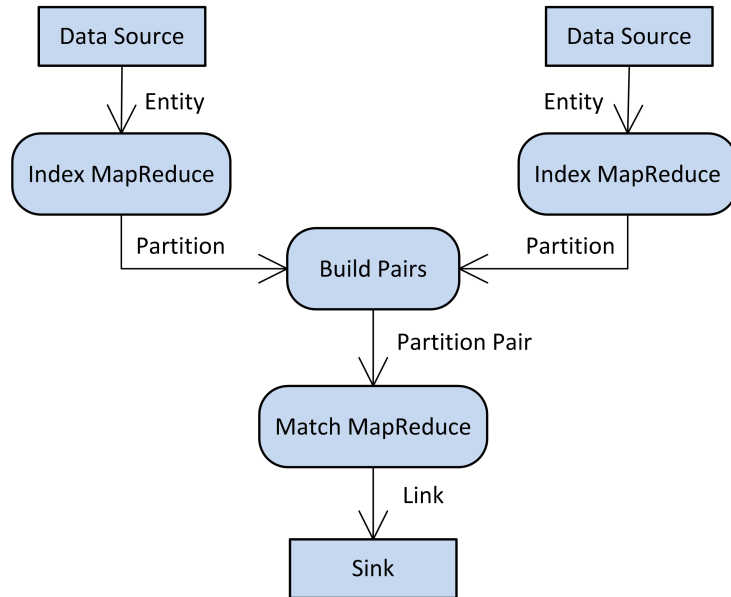 Data Source
Data Source
Entity
Entity
Index MapReduce
Index MapReduce
Partition
Partition
Build Pairs
Partition Pair
Match MapReduce
Link
Sink